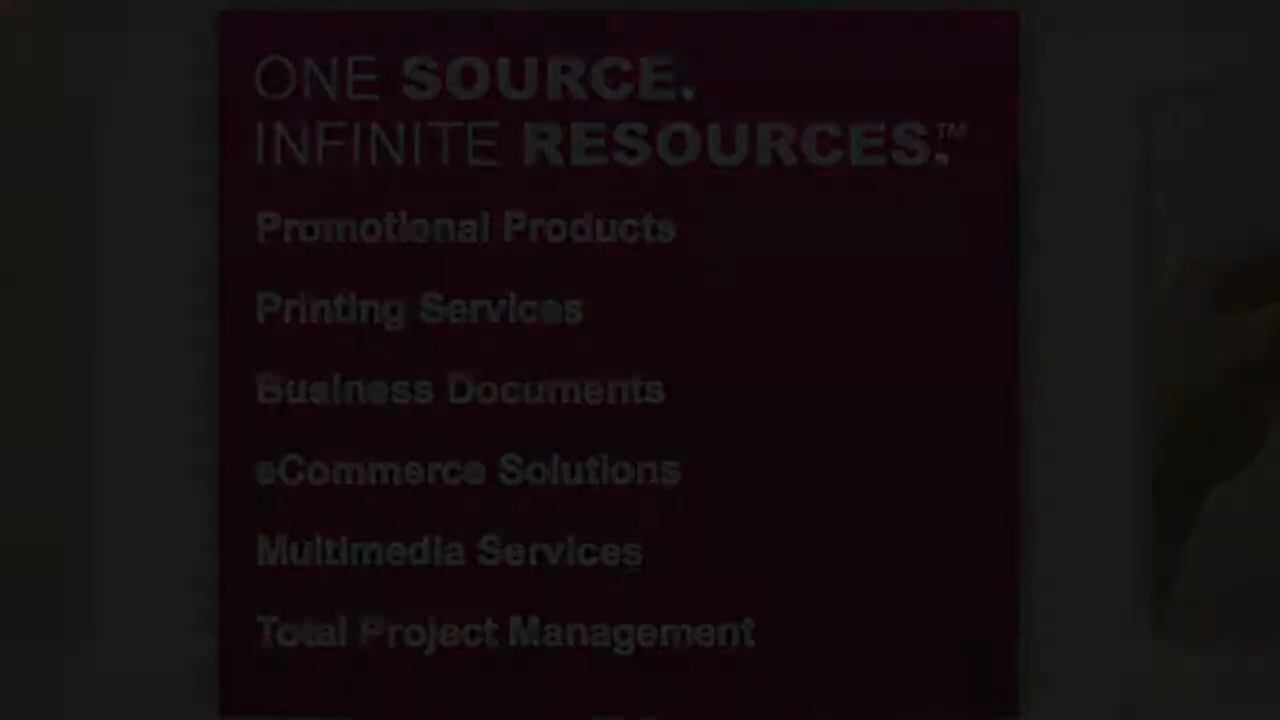 ONE SOURCE.
INFINITE RESOURCES.™
Promotional Products
Printing Services
Business Documents
eCommerce Solutions
Multimedia Services
Total Project Management